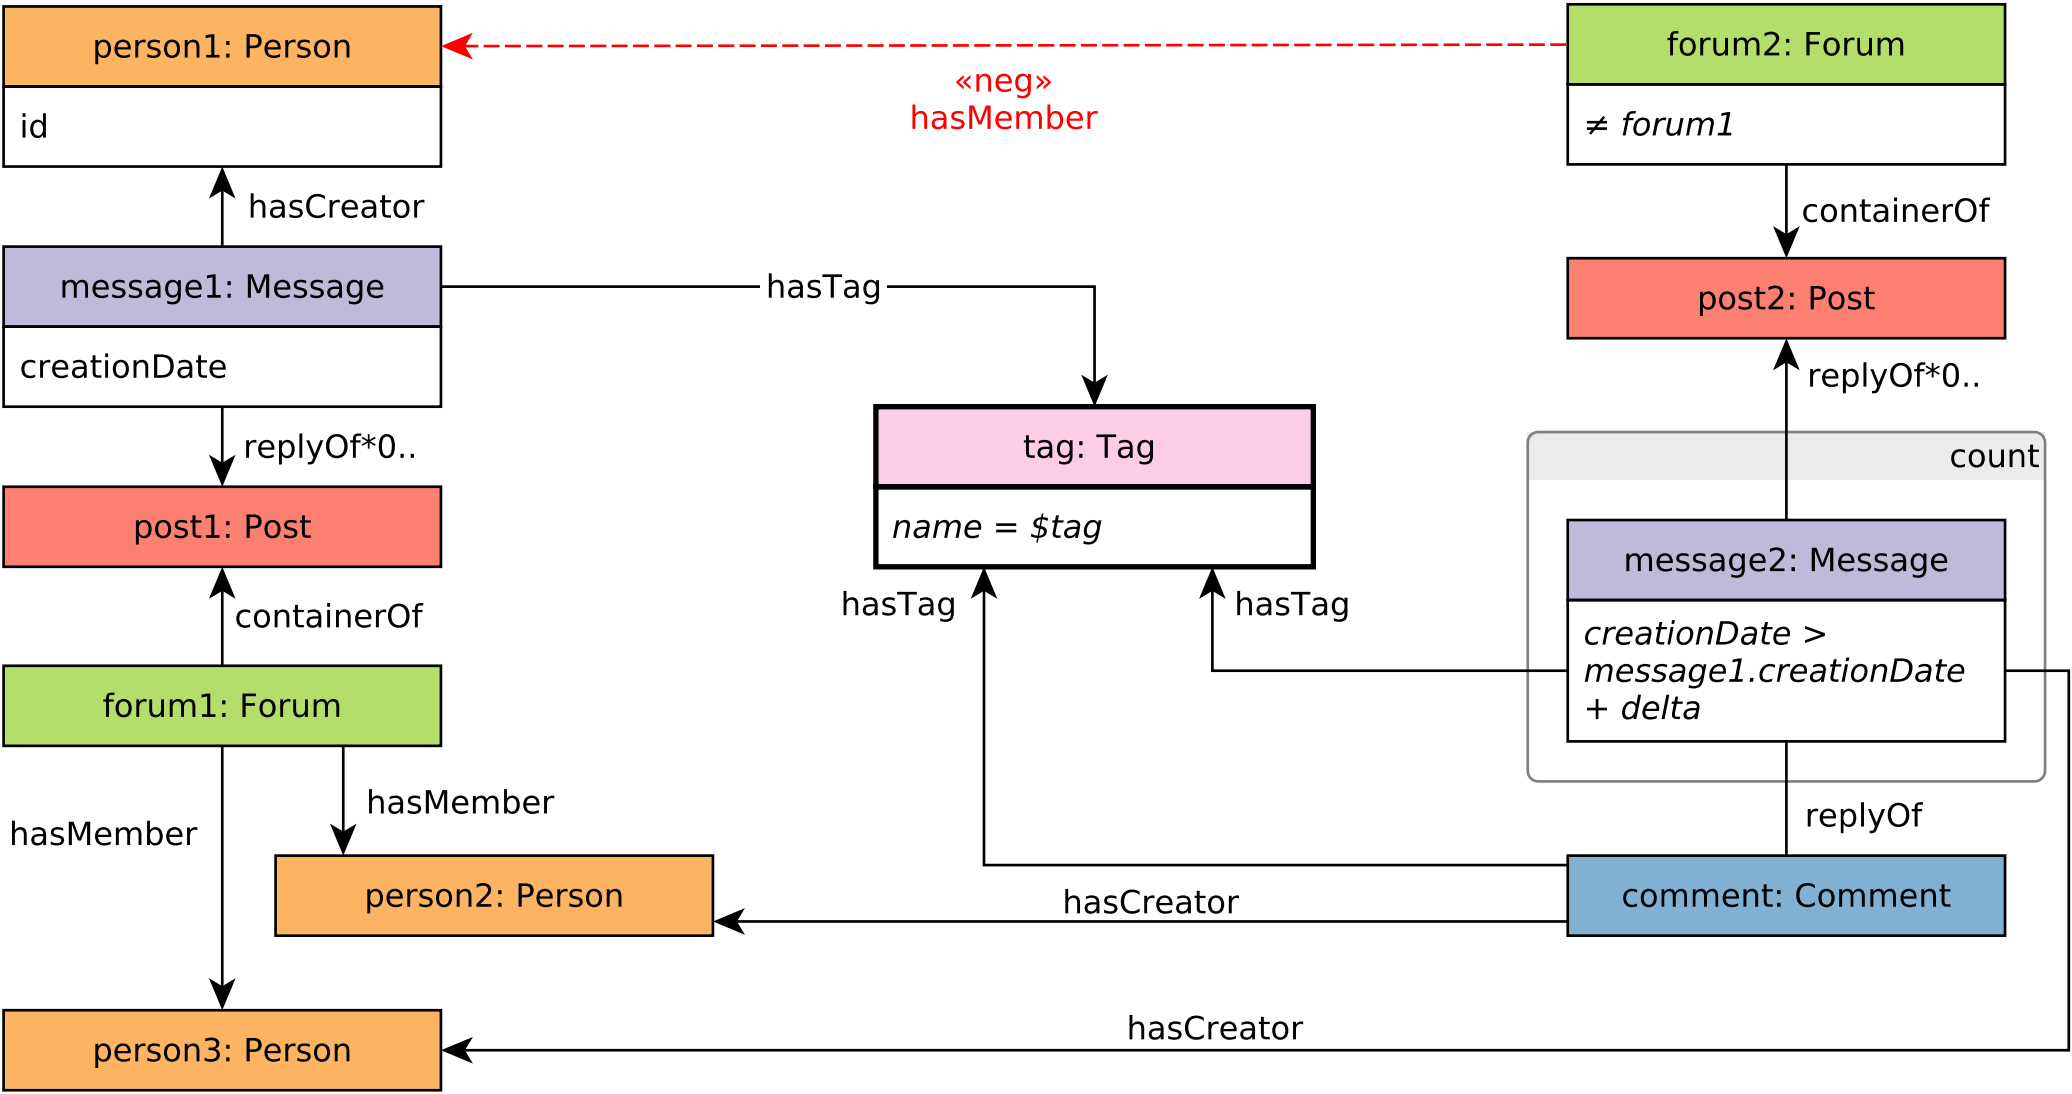 person1: Person
id
«neg»
hasMember
forum2: Forum
≠ forum1
hasCreator
containerOf
message1: Message
creationDate
hasTag
post2: Post
replyOf*0..
replyOf*0..
tag: Tag
name = $tag
count
post1: Post
message2: Message
creationDate >
message1.creationDate
+ delta
containerOf
hasTag
hasTag
forum1: Forum
hasMember
hasMember
replyOf
person2: Person
hasCreator
comment: Comment
person3: Person
hasCreator